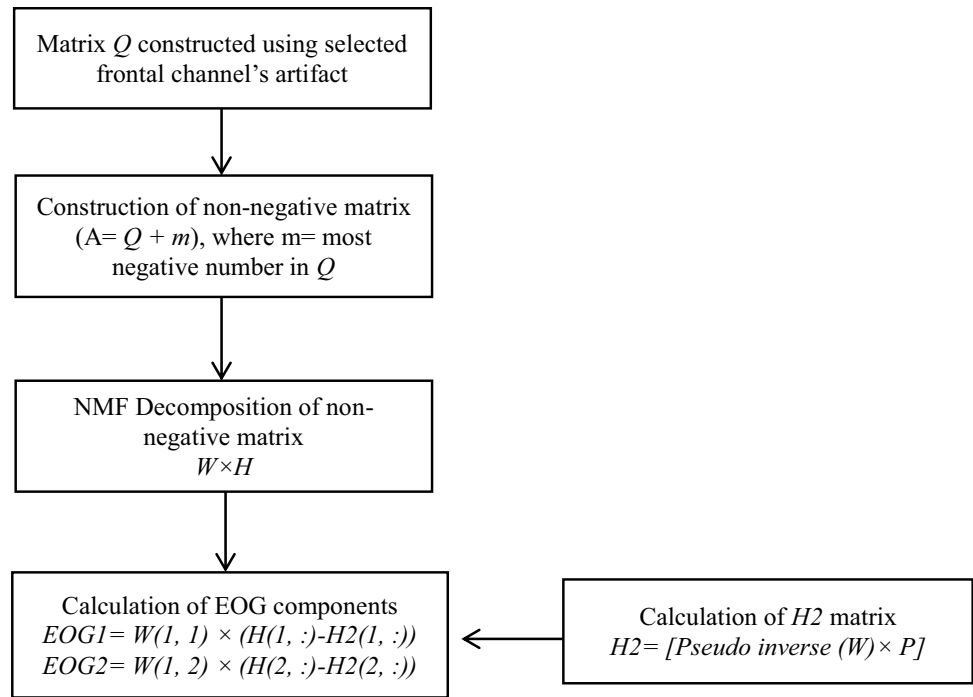 Matrix Q constructed using selected
frontal channel's artifact
Construction of non-negative matrix
(A= Q + m), where m= most
negative number in Q
NMF Decomposition of non-
negative matrix
W×H
Calculation of EOG components
EOG1= W(1, 1) × (H(1, :)-H2(1, :))
EOG2= W(1, 2) × (H(2, :)-H2(2, :))
Calculation of H2 matrix
H2= [Pseudo inverse (W)× P]